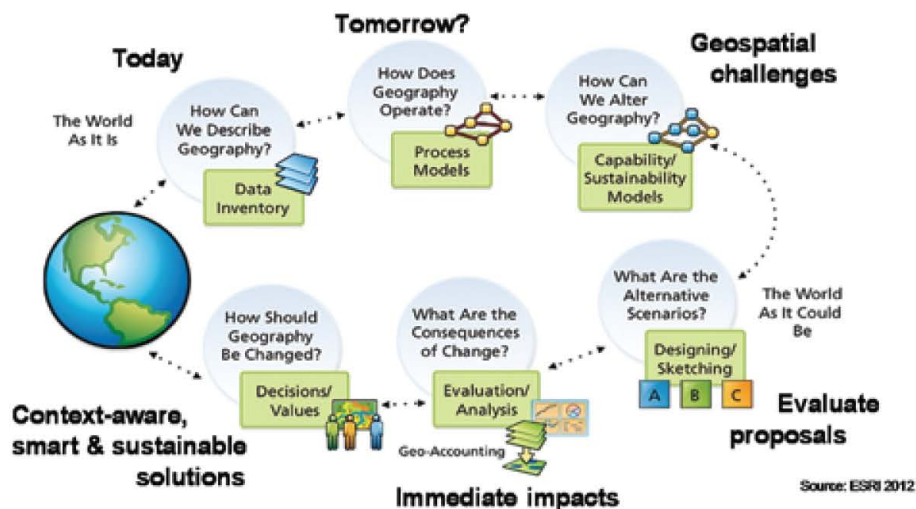 Tomorrow?
Today
Geospatial
challenges
The World
As It Is
How Can
We Describe
Geography?
Data
Inventory
How Does
Geography
Operate?
Process
Models
How Can
We Alter
Geography?
Capability/
Sustainability
Models
What Are the
Alternative
Scenarios?
Designing/
Sketching
A B C
The World
As It Could
Be
Evaluate
proposals
What Are the
Consequences
of Change?
Evaluation/
Analysis
Geo-Accounting
Immediate impacts
How Should
Geography
Be Changed?
Decisions/
Values
Context-aware,
smart & sustainable
solutions
Source: ESRI 2012